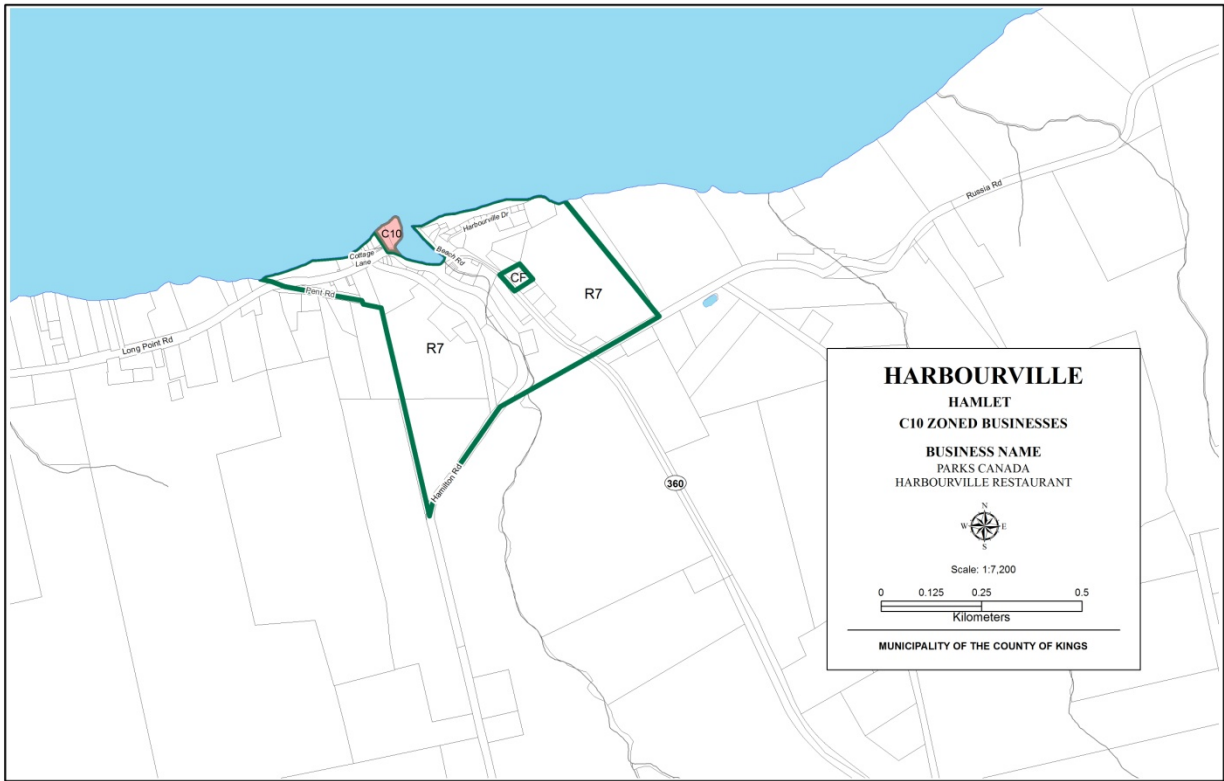 Russia Rd
Harbourville Dr
C10
Beach Rd
Cottage
Lane
CF
Pent Rd
R7
Long Point Rd
R7
Hamilton Rd
360
HARBOURVILLE
HAMLET
C10 ZONED BUSINESSES
BUSINESS NAME
PARKS CANADA
HARBOURVILLE RESTAURANT
N
W E
S
Scale: 1:7,200
0 0.125 0.25 0.5
Kilometers
MUNICIPALITY OF THE COUNTY OF KINGS